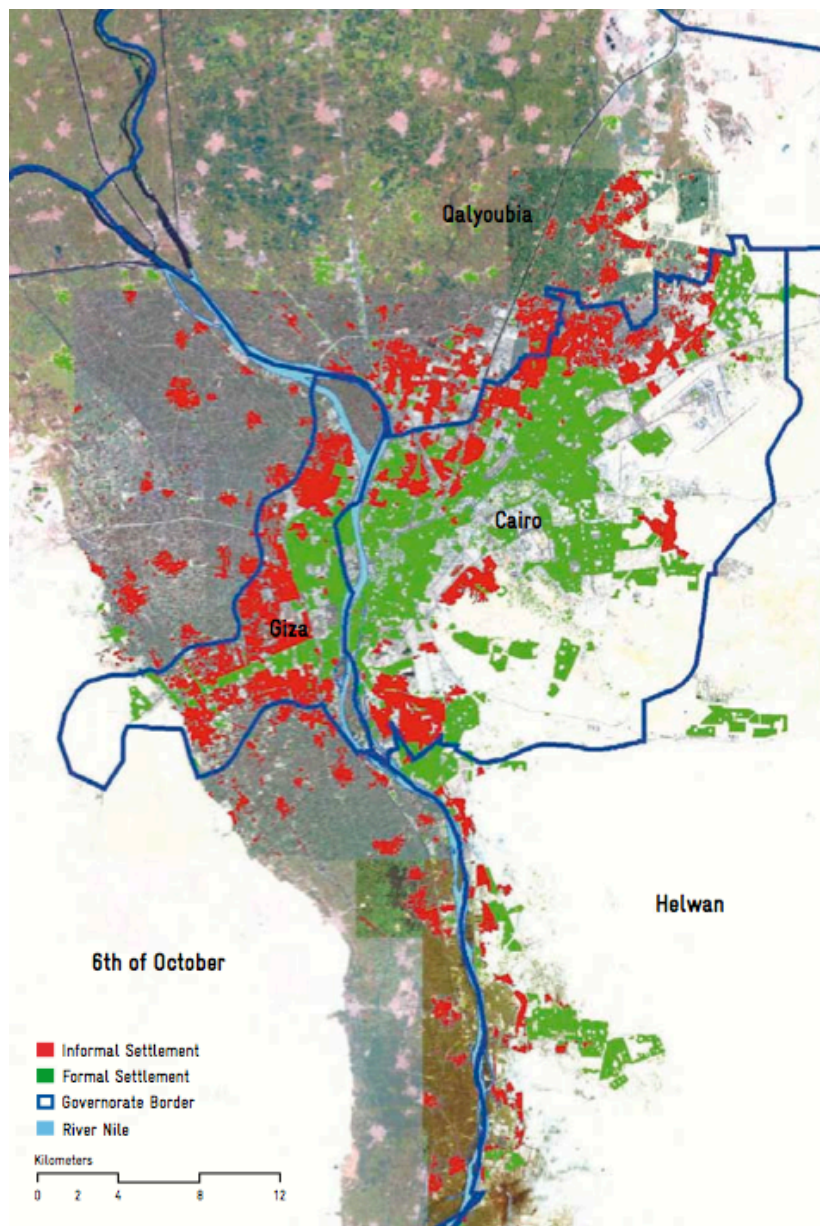 Qalyoubia
Cairo
Giza
Helwan
6th of October
Informal Settlement
Formal Settlement
Governorate Border
River Nile
Kilometers
0 2 4 8 12